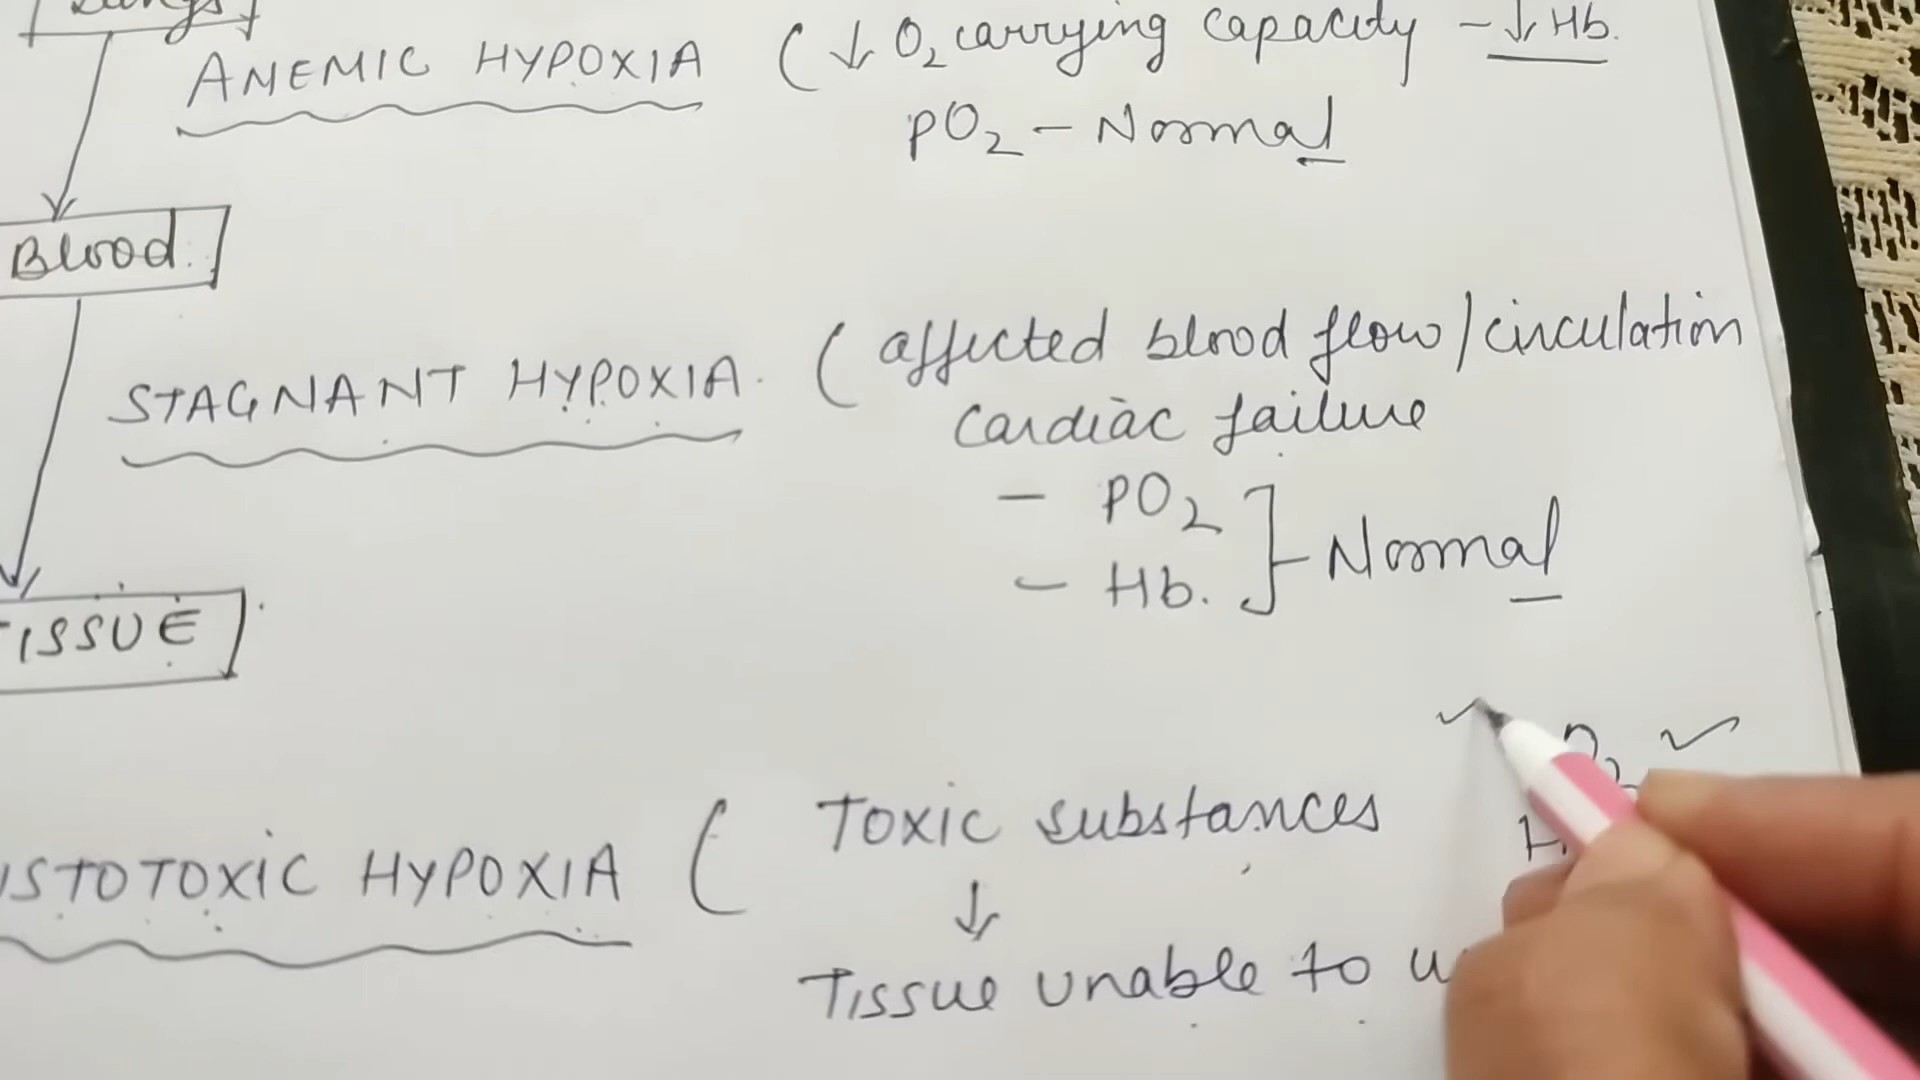 Lungs
ANEMIC HYPOXIA ( ↓ O2 carrying capacity - ↓ Hb.
PO2 - Normal
Blood.
STAGNANT HYPOXIA. ( affected blood flow/circulation
cardiac failure
- PO2
- Hb. ] - Normal
TISSUE
ISTOTOXIC HYPOXIA ( Toxic substances
↓
Tissue unable to